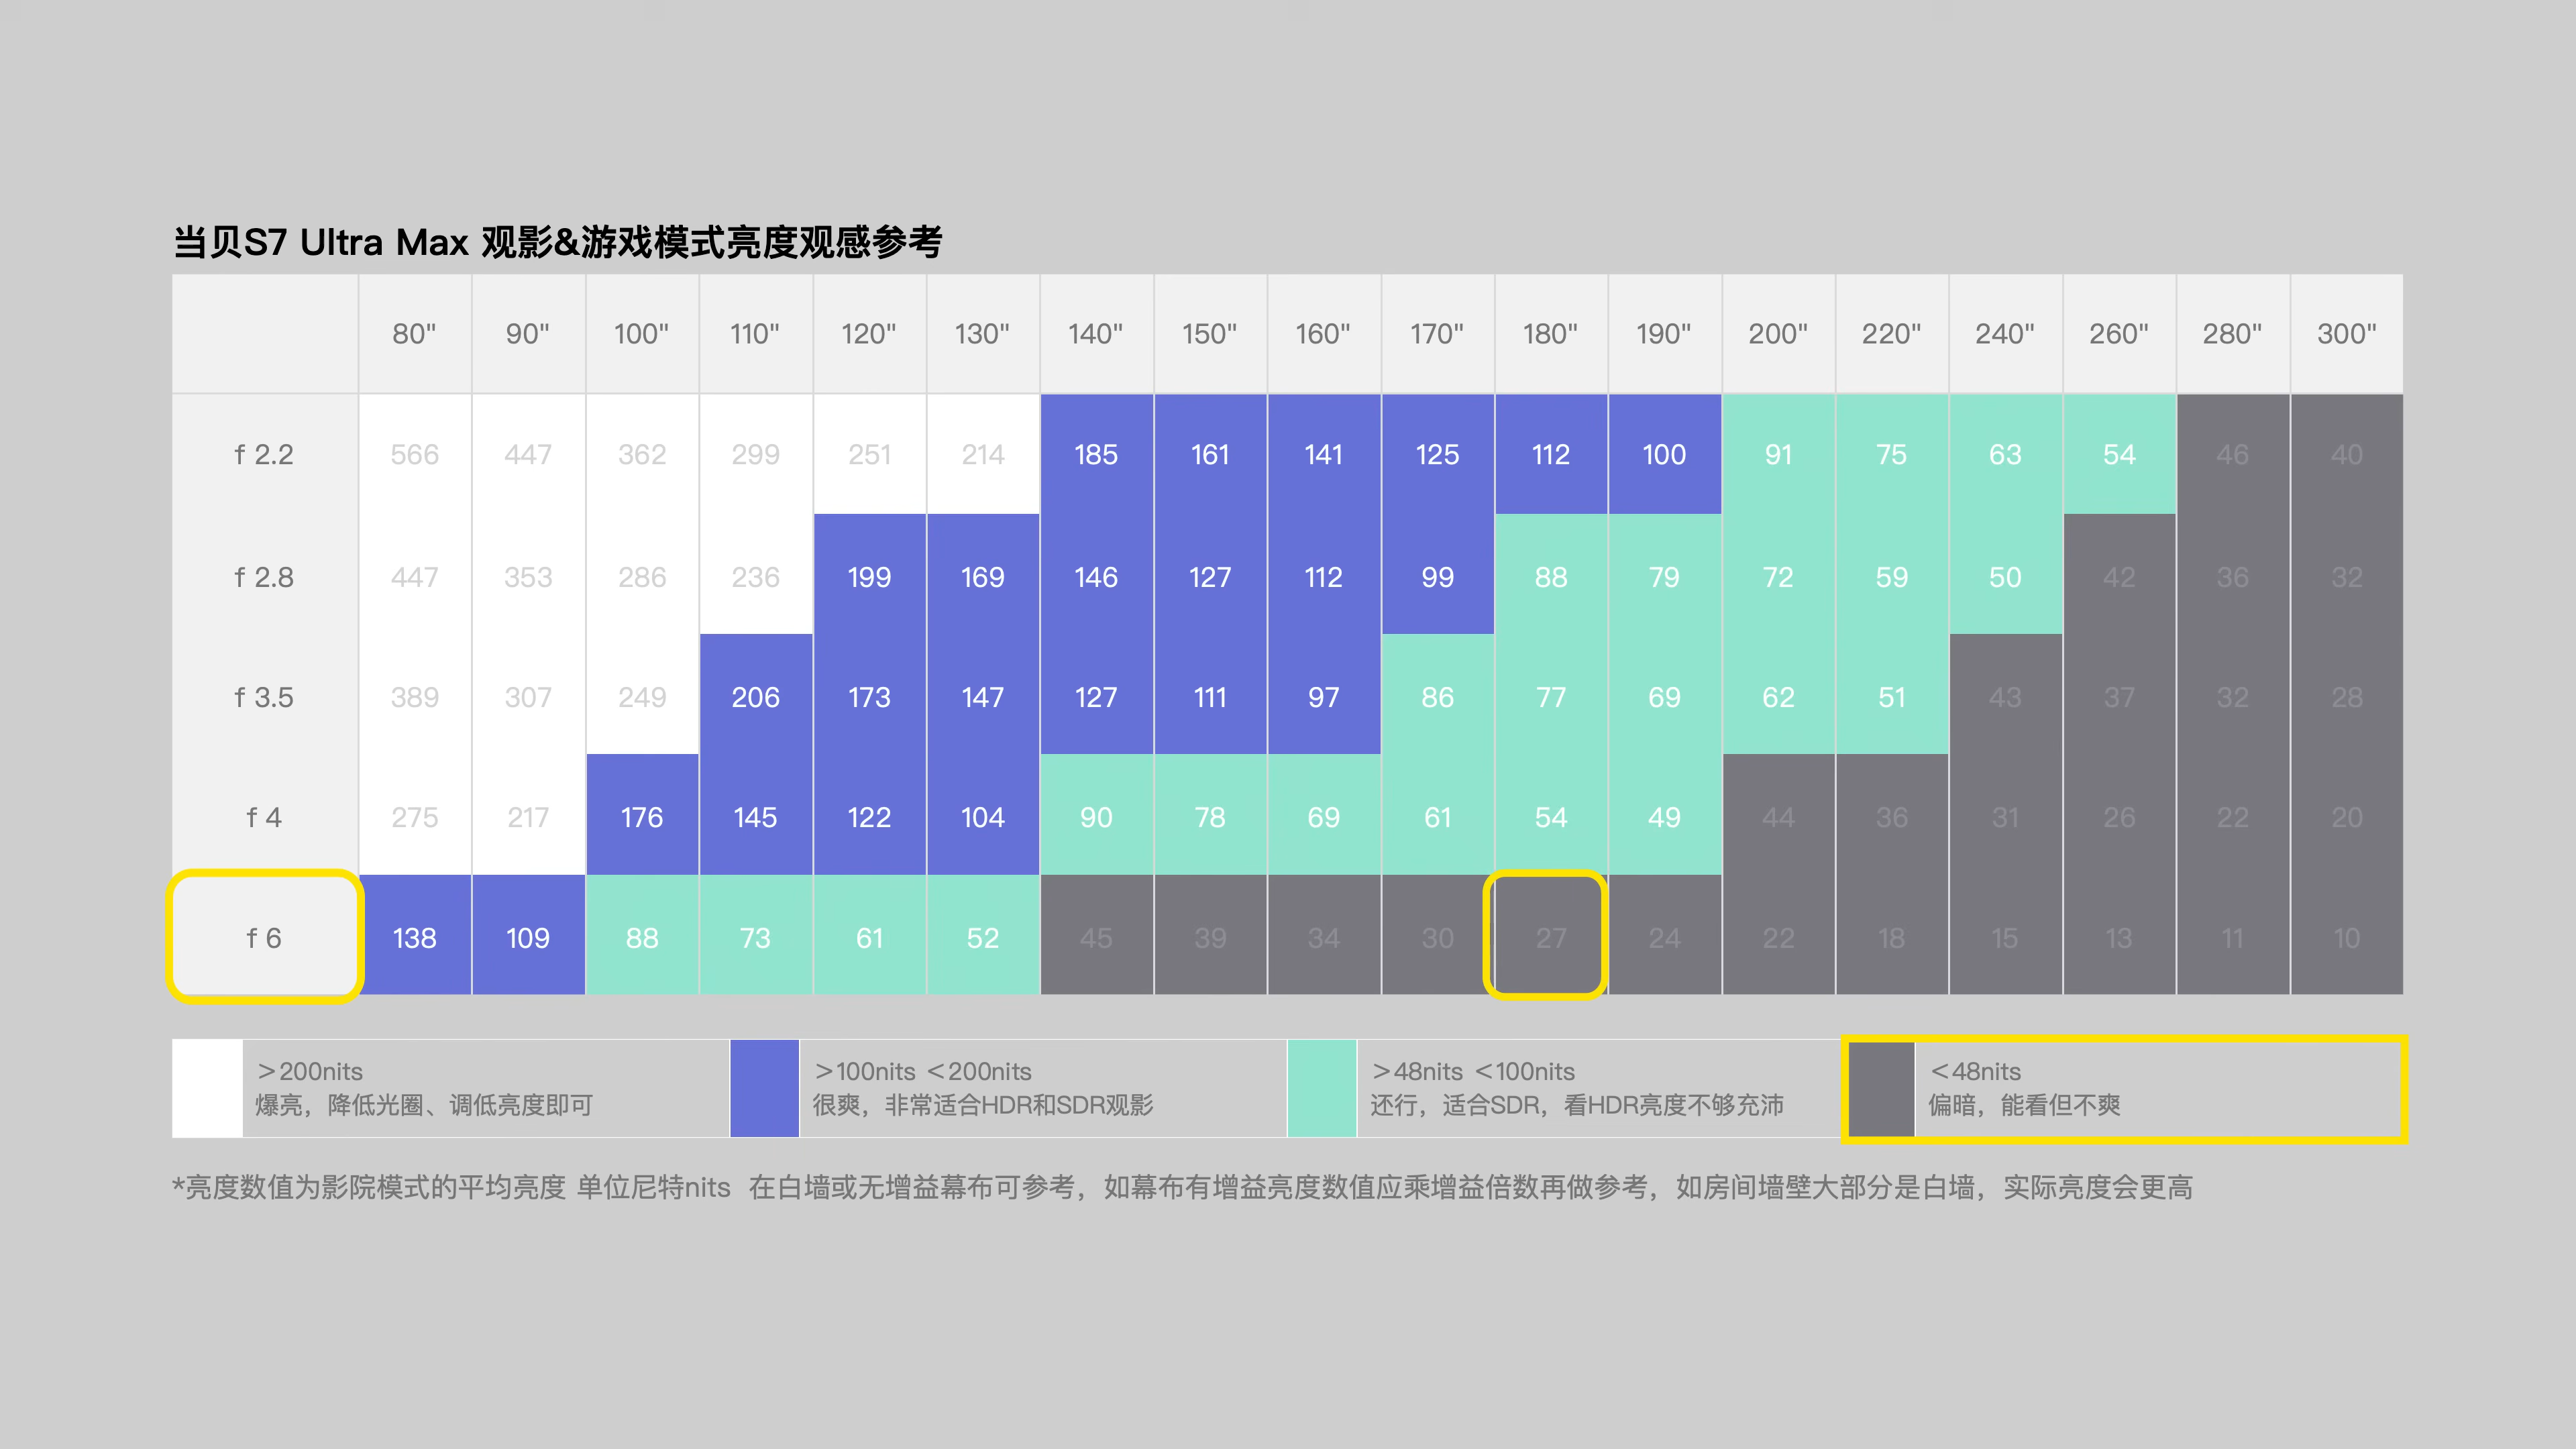 当贝S7 Ultra Max 观影&游戏模式亮度观感参考
80" 90" 100" 110" 120" 130" 140" 150" 160" 170" 180" 190" 200" 220" 240" 260" 280" 300"
f 2.2 566 447 362 299 251 214 185 161 141 125 112 100 91 75 63 54 46 40
f 2.8 447 353 286 236 199 169 146 127 112 99 88 79 72 59 50 42 36 32
f 3.5 389 307 249 206 173 147 127 111 97 86 77 69 62 51 43 37 32 28
f 4 275 217 176 145 122 104 90 78 69 61 54 49 44 36 31 26 22 20
f 6 138 109 88 73 61 52 45 39 34 30 27 24 22 18 15 13 11 10
＞200nits
爆亮，降低光圈、调低亮度即可
＞100nits ＜200nits
很爽，非常适合HDR和SDR观影
＞48nits ＜100nits
还行，适合SDR，看HDR亮度不够充沛
＜48nits
偏暗，能看但不爽
*亮度数值为影院模式的平均亮度 单位尼特nits 在白墙或无增益幕布可参考，如幕布有增益亮度数值应乘增益倍数再做参考，如房间墙壁大部分是白墙，实际亮度会更高